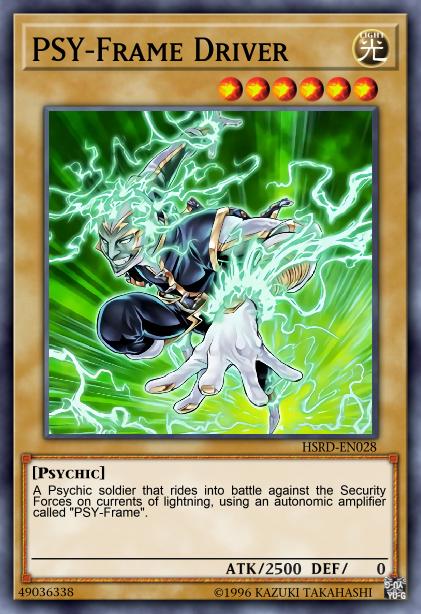 PSY-Frame Driver
LIGHT
光
HSRD-EN028
[Psychic]
A Psychic soldier that rides into battle against the Security
Forces on currents of lightning, using an autonomic amplifier
called "PSY-Frame".
ATK/2500 DEF/ 0
49036338 ©1996 KAZUKI TAKAHASHI